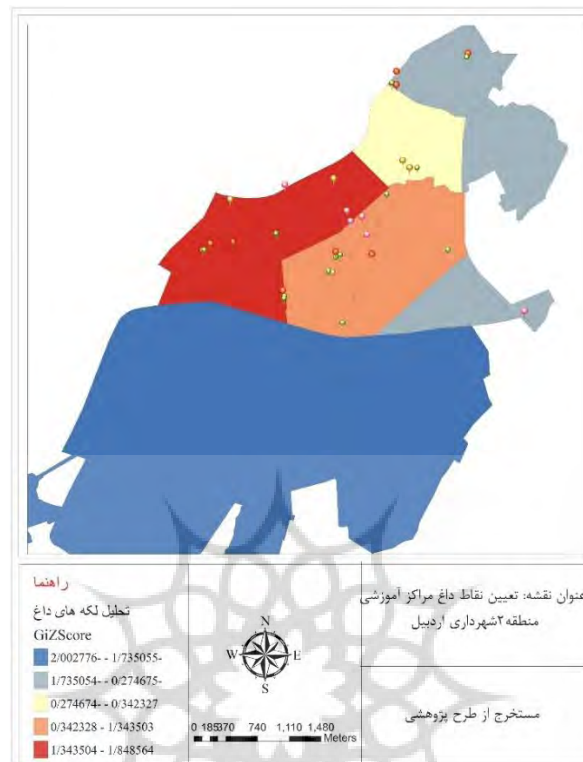 راهنما
تحلیل لکه های داغ
GiZScore
2/002776- - 1/735055-
1/735054- - 0/274675-
0/274674- - 0/342327
0/342328 - 1/343503
1/343504 - 1/848564
N
W E
S
0 185370 740 1,110 1,480
Meters
عنوان نقشه: تعیین نقاط داغ مراکز آموزشی
منطقه ۲شهرداری اردبیل
مستخرج از طرح پژوهشی